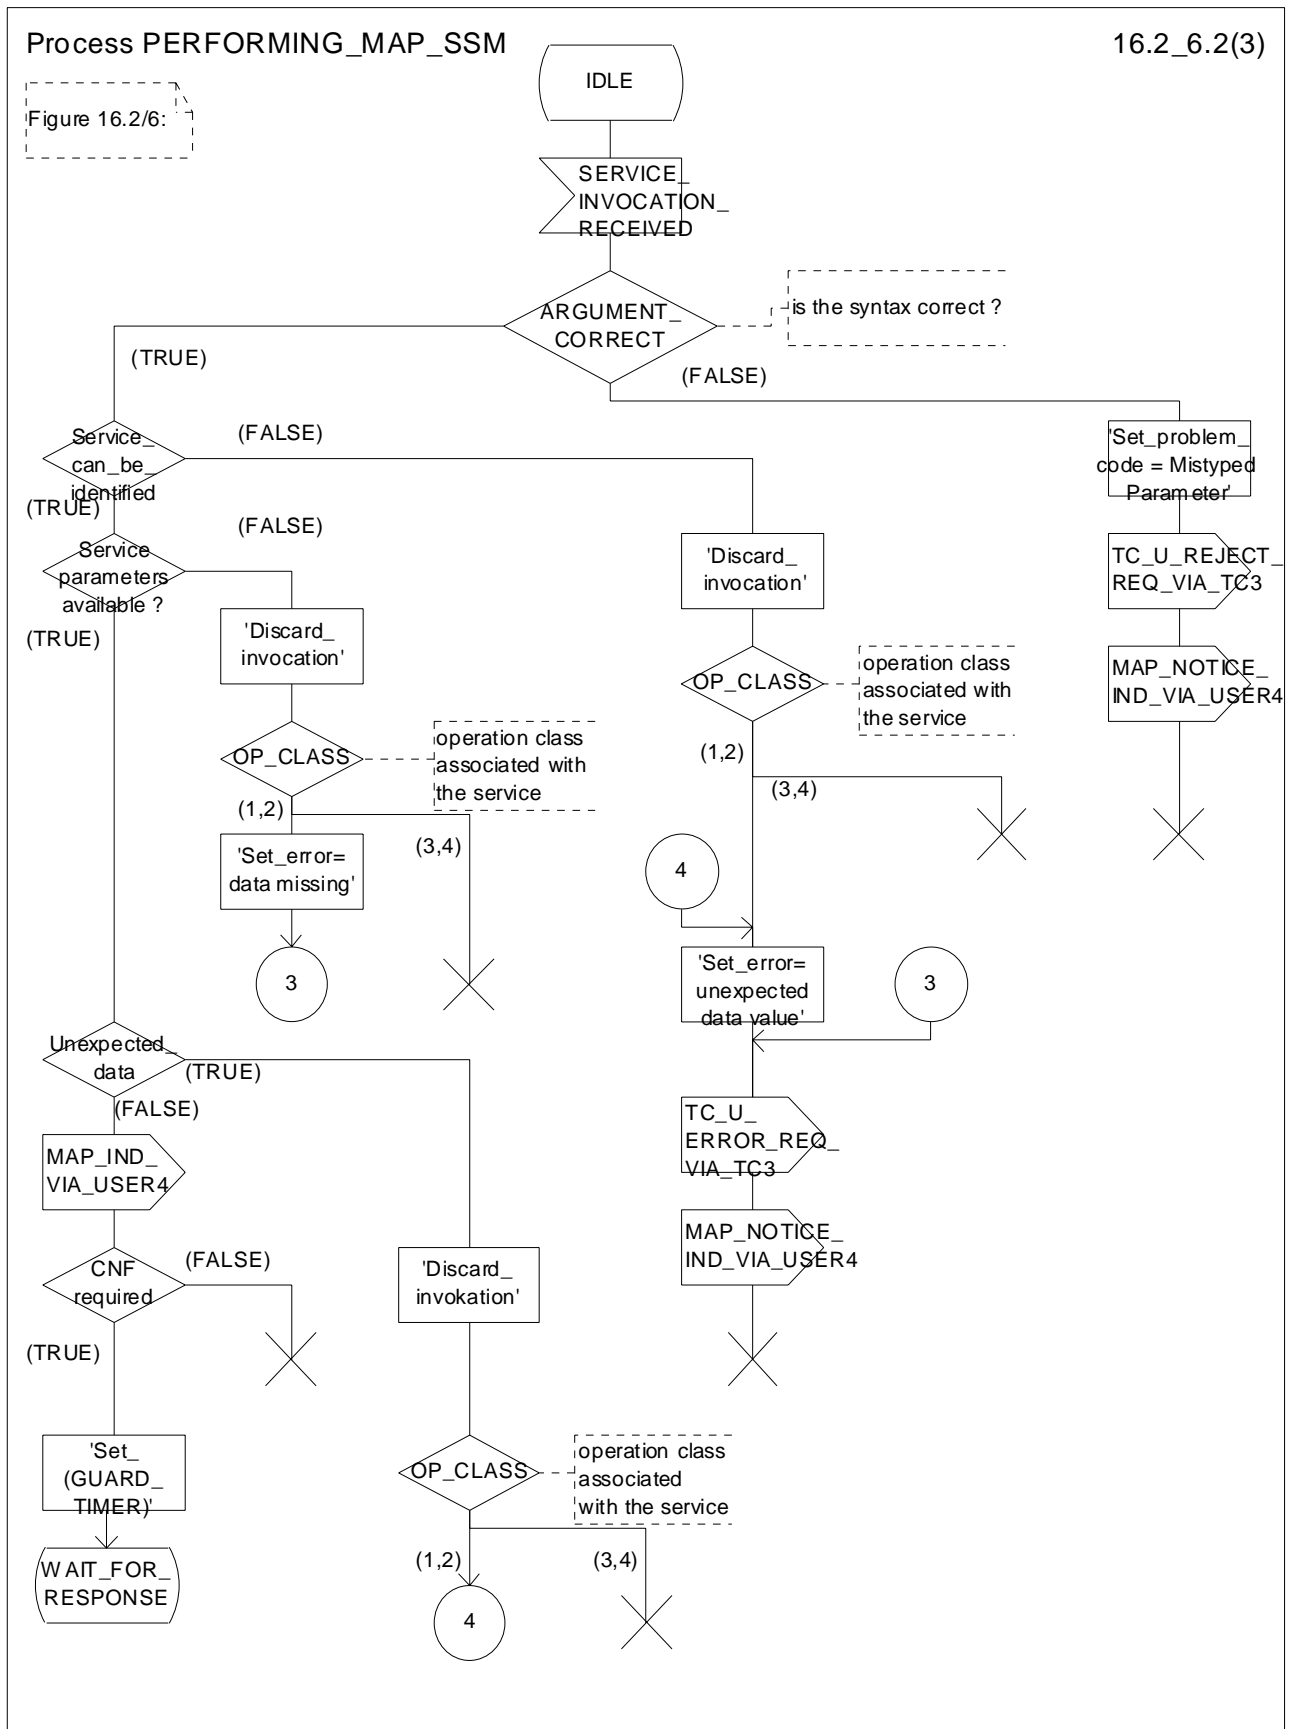 Process PERFORMING_MAP_SSM
16.2_6.2(3)
Figure 16.2/6:
IDLE
SERVICE_
INVOCATION_
RECEIVED
ARGUMENT_
CORRECT
is the syntax correct ?
(TRUE)
(FALSE)
Service_
can_be_
identified
(FALSE)
'Set_problem_
code = Mistyped
Parameter'
(TRUE)
(FALSE)
Service
parameters
available ?
'Discard_
invocation'
TC_U_REJECT_
REQ_VIA_TC3
(TRUE)
'Discard_
invocation'
OP_CLASS
operation class
associated with
the service
MAP_NOTICE_
IND_VIA_USER4
OP_CLASS
operation class
associated with
the service
(1,2)
(3,4)
(1,2)
(3,4)
'Set_error=
data missing'
4
3
'Set_error=
unexpected
data value'
3
Unexpected_
data
(TRUE)
(FALSE)
TC_U_
ERROR_REQ_
VIA_TC3
MAP_IND_
VIA_USER4
MAP_NOTICE_
IND_VIA_USER4
CNF
required
(FALSE)
'Discard_
invokation'
(TRUE)
'Set_
(GUARD_
TIMER)'
OP_CLASS
operation class
associated
with the service
(1,2)
(3,4)
WAIT_FOR_
RESPONSE
4